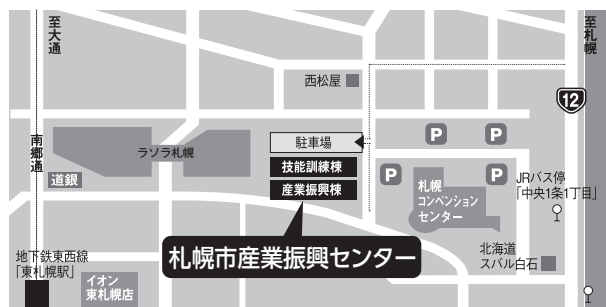 至大通
至札幌
西松屋
12
南郷通
駐車場
P
P
ラソラ札幌
技能訓練棟
道銀
産業振興棟
P
札幌
コンベンション
センター
P
JRバス停
「中央1条1丁目」
札幌市産業振興センター
地下鉄東西線
「東札幌駅」
イオン
東札幌店
北海道
スバル白石